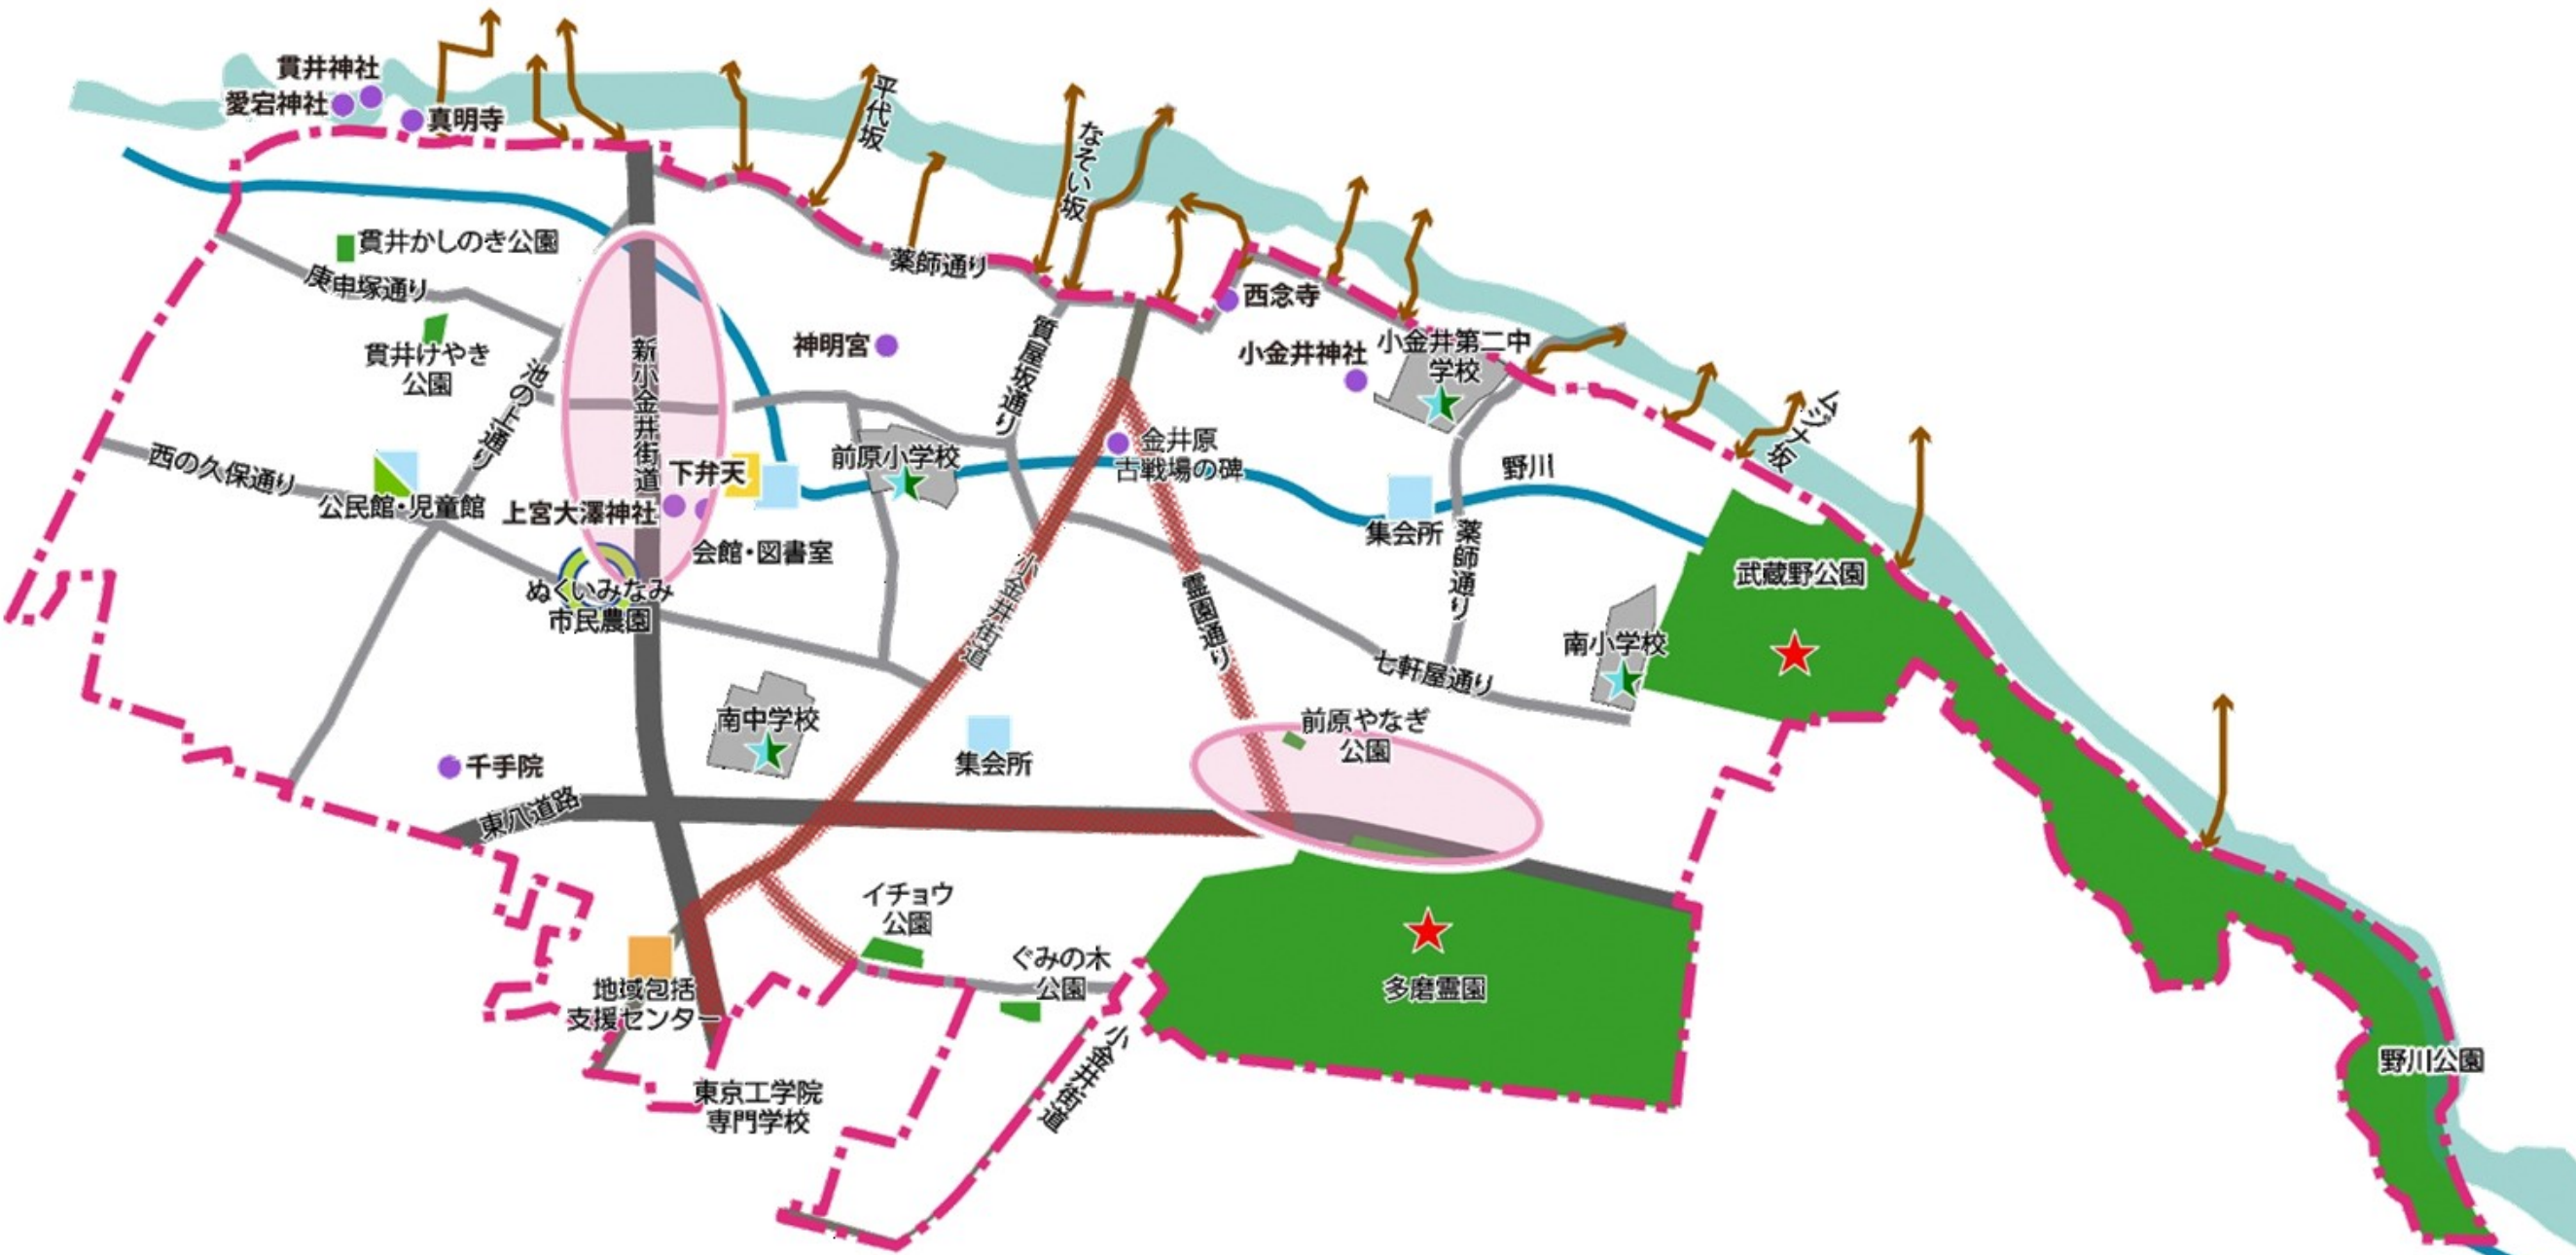 貫井神社
愛宕神社
真明寺
平代坂
なそい坂
貫井かしのき公園
庚申塚通り
薬師通り
西念寺
貫井けやき
公園
池の上通り
新小金井街道
神明宮
質屋坂通り
小金井神社
小金井第二中
学校
ムジナ坂
西の久保通り
公民館・児童館
下弁天
上宮大澤神社
前原小学校
金井原
古戦場の碑
野川
集会所
薬師通り
会館・図書室
ぬくいみなみ
市民農園
小金井街道
霊園通り
武蔵野公園
南小学校
七軒屋通り
南中学校
集会所
前原やなぎ
公園
千手院
東八道路
イチョウ
公園
ぐみの木
公園
多磨霊園
地域包括
支援センター
小金井街道
野川公園
東京工学院
専門学校